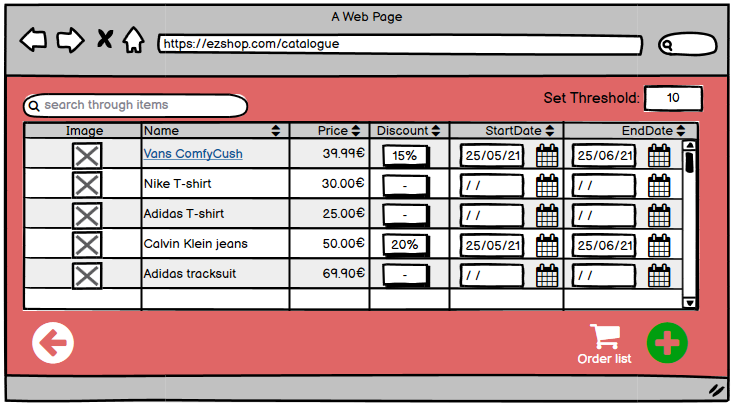 A Web Page
https://ezshop.com/catalogue
Set Threshold: 10
search through items
Image Name Price Discount StartDate EndDate
Vans ComfyCush 39.99€ 15% 25/05/21 25/06/21
Nike T-shirt 30.00€ - / / / /
Adidas T-shirt 25.00€ - / / / /
Calvin Klein jeans 50.00€ 20% 25/05/21 25/06/21
Adidas tracksuit 69.90€ - / / / /
Order list